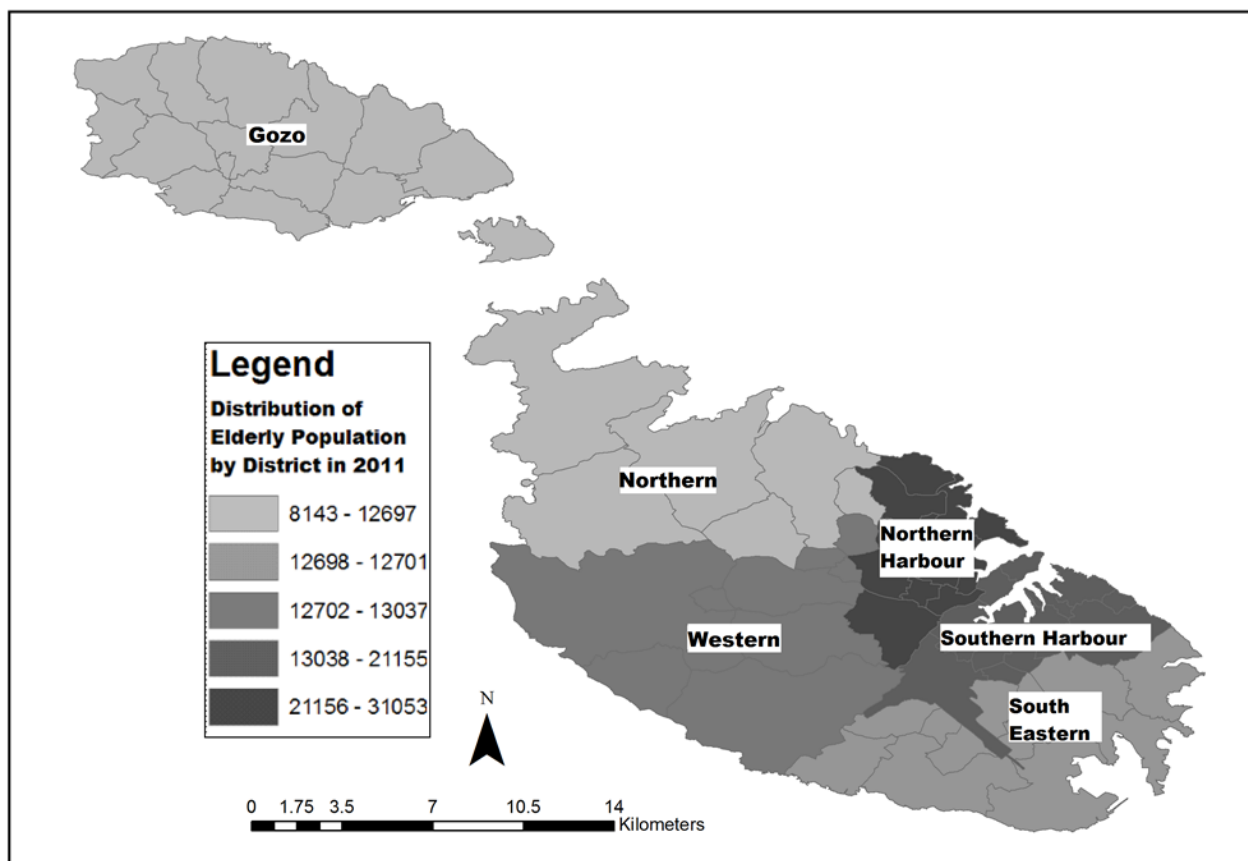 Gozo
Legend
Distribution of
Elderly Population
by District in 2011
8143 - 12697
12698 - 12701
12702 - 13037
13038 - 21155
21156 - 31053
Northern
Northern
Harbour
Western
Southern Harbour
South
Eastern
N
0 1.75 3.5 7 10.5 14
Kilometers